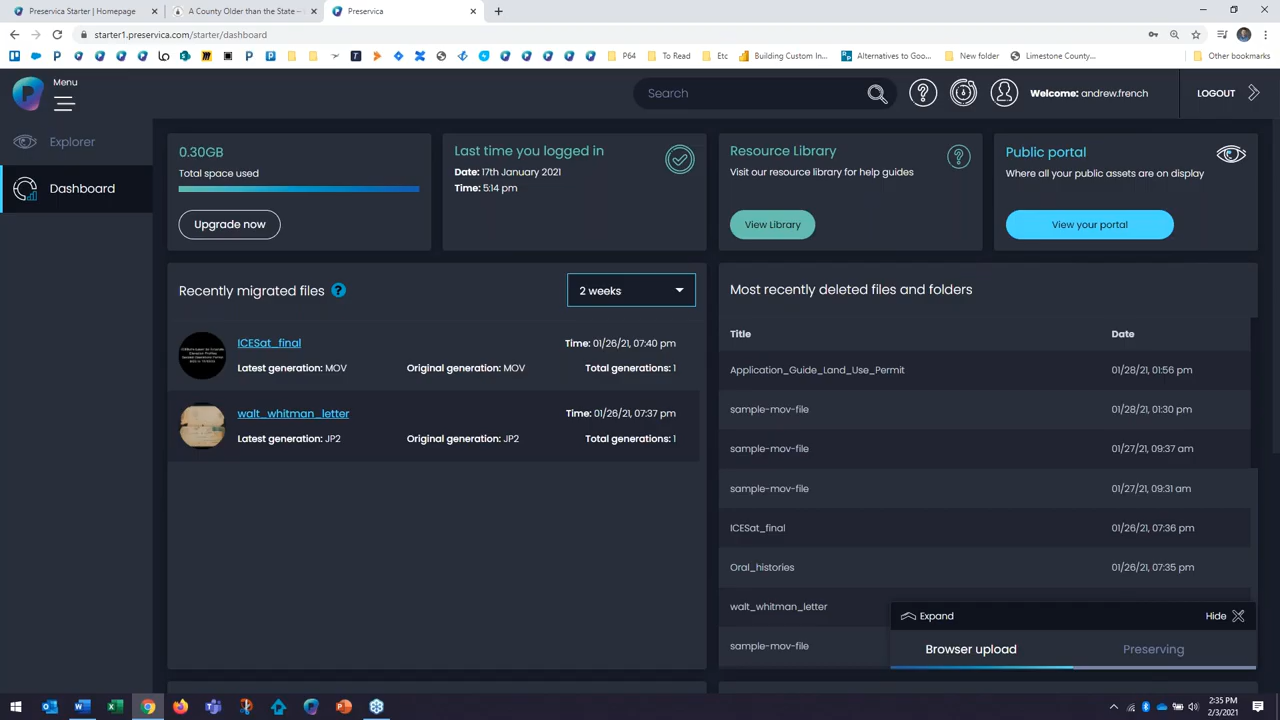 Preservica Starter | Homepage
A County Older than the State –
Preservica
starter1.preservica.com/starter/dashboard
P64
To Read
Etc
Building Custom In...
Alternatives to Goo...
New folder
Limestone County...
Other bookmarks
Menu
Search
Welcome: andrew.french
LOGOUT
Explorer
Dashboard
0.30GB
Total space used
Upgrade now
Last time you logged in
Date: 17th January 2021
Time: 5:14 pm
Resource Library
Visit our resource library for help guides
View Library
Public portal
Where all your public assets are on display
View your portal
Recently migrated files ?
2 weeks
ICESat_final
Time: 01/26/21, 07:40 pm
Latest generation: MOV
Original generation: MOV
Total generations: 1
walt_whitman_letter
Time: 01/26/21, 07:37 pm
Latest generation: JP2
Original generation: JP2
Total generations: 1
Most recently deleted files and folders
Title Date
Application_Guide_Land_Use_Permit 01/28/21, 01:56 pm
sample-mov-file 01/28/21, 01:30 pm
sample-mov-file 01/27/21, 09:37 am
sample-mov-file 01/27/21, 09:31 am
ICESat_final 01/26/21, 07:36 pm
Oral_histories 01/26/21, 07:35 pm
walt_whitman_letter
sample-mov-file
Expand
Hide
Browser upload
Preserving
2:35 PM
2/3/2021